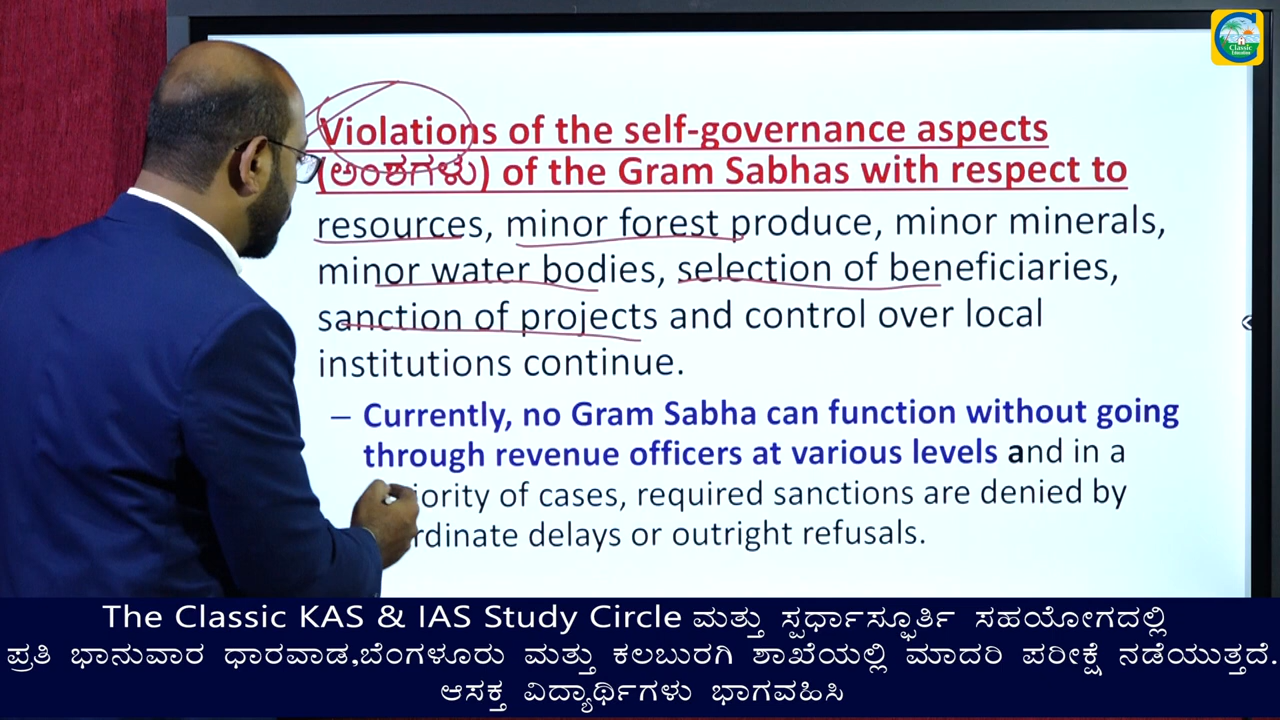 Classic
Education
Violations of the self-governance aspects
(ಅಂಶಗಳು) of the Gram Sabhas with respect to
resources, minor forest produce, minor minerals,
minor water bodies, selection of beneficiaries,
sanction of projects and control over local
institutions continue.
– Currently, no Gram Sabha can function without going
through revenue officers at various levels and in a
of cases, required sanctions are denied by
delays or outright refusals.
The Classic KAS & IAS Study Circle ಮತ್ತು ಸ್ಪರ್ಧಾಸ್ಫೂರ್ತಿ ಸಹಯೋಗದಲ್ಲಿ
ಪ್ರತಿ ಭಾನುವಾರ ಧಾರವಾಡ,ಬೆಂಗಳೂರು ಮತ್ತು ಕಲಬುರಗಿ ಶಾಖೆಯಲ್ಲಿ ಮಾದರಿ ಪರೀಕ್ಷೆ ನಡೆಯುತ್ತದೆ.
ಆಸಕ್ತ ವಿದ್ಯಾರ್ಥಿಗಳು ಭಾಗವಹಿಸಿ